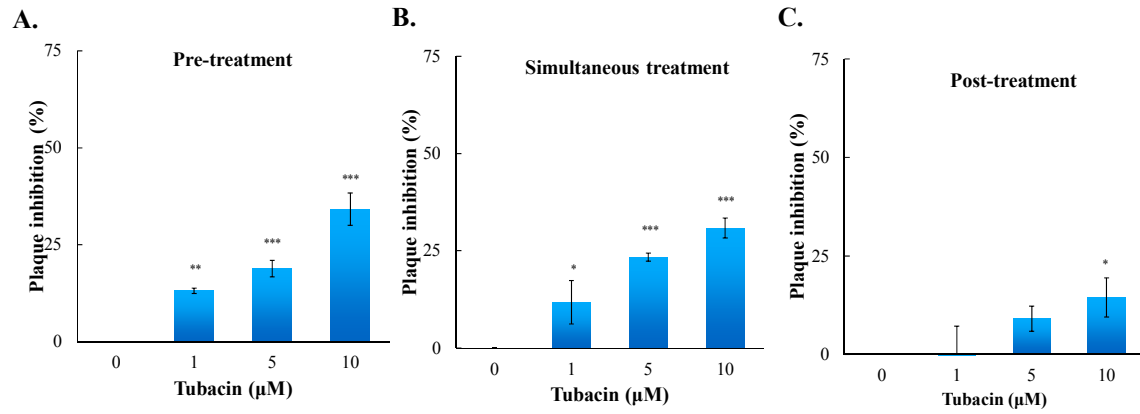 A.
Pre-treatment
Plaque inhibition (%)
75
50
25
0
**
***
***
0 1 5 10
Tubacin (µM)
B.
Simultaneous treatment
Plaque inhibition (%)
75
50
25
0
*
***
***
0 1 5 10
Tubacin (µM)
C.
Post-treatment
Plaque inhibition (%)
75
50
25
0
*
0 1 5 10
Tubacin (µM)